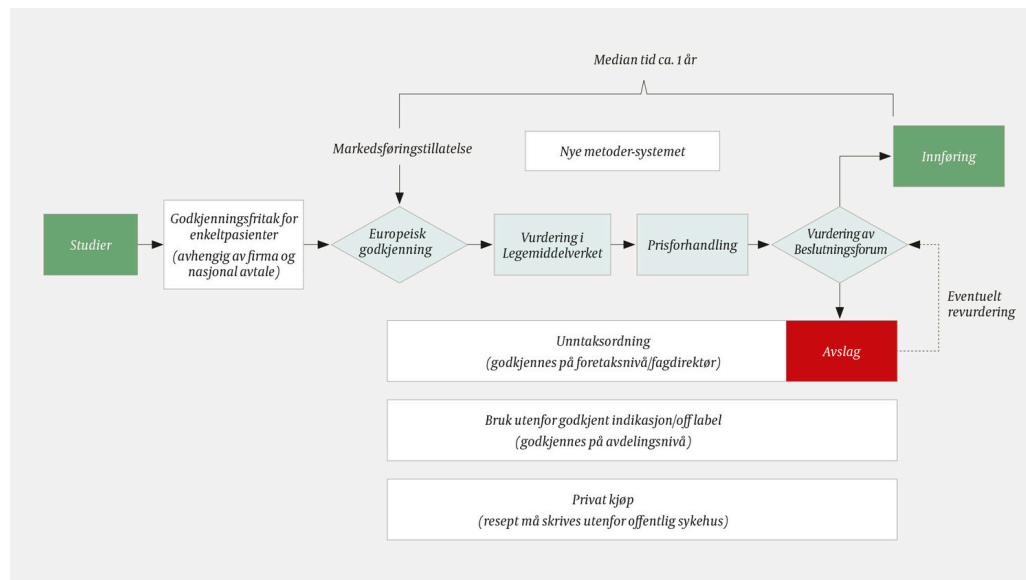 Median tid ca. 1 år
Markedsføringstillatelse
Nye metoder-systemet
Innføring
Studier
Godkjenningsfritak for
enkeltpasienter
(avhengig av firma og
nasjonal avtale)
Europeisk
godkjenning
Vurdering i
Legemiddelverket
Prisforhandling
Vurdering av
Beslutningsforum
Eventuelt
revurdering
Unntaksordning
(godkjennes på foretaksnivå/fagdirektør)
Avslag
Bruk utenfor godkjent indikasjon/off label
(godkjennes på avdelingsnivå)
Privat kjøp
(resept må skrives utenfor offentlig sykehus)